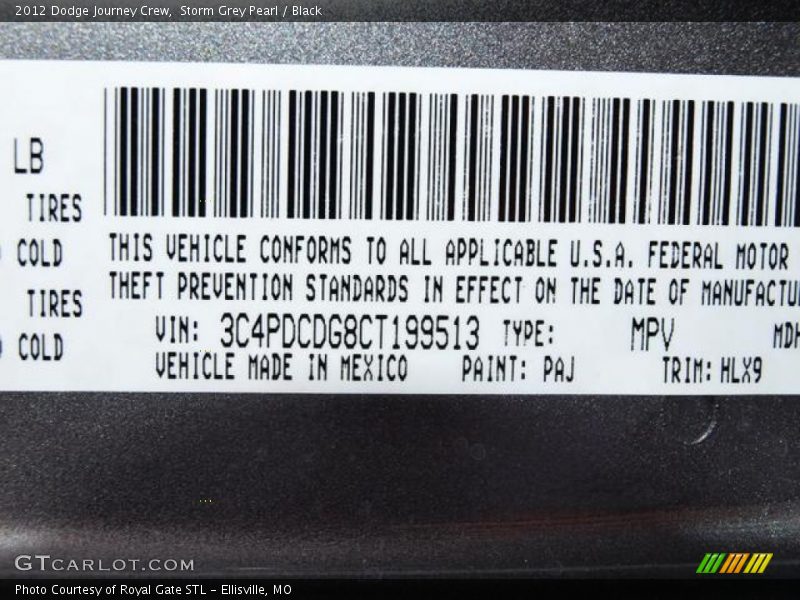 2012 Dodge Journey Crew, Storm Grey Pearl / Black
LB
TIRES
COLD
TIRES
COLD
THIS VEHICLE CONFORMS TO ALL APPLICABLE U.S.A. FEDERAL MOTOR
THEFT PREVENTION STANDARDS IN EFFECT ON THE DATE OF MANUFACTU
VIN: 3C4PDCDG8CT199513 TYPE: MPV MDH
VEHICLE MADE IN MEXICO PAINT: PAJ TRIM: HLX9
GTCARLOT.COM
Photo Courtesy of Royal Gate STL - Ellisville, MO